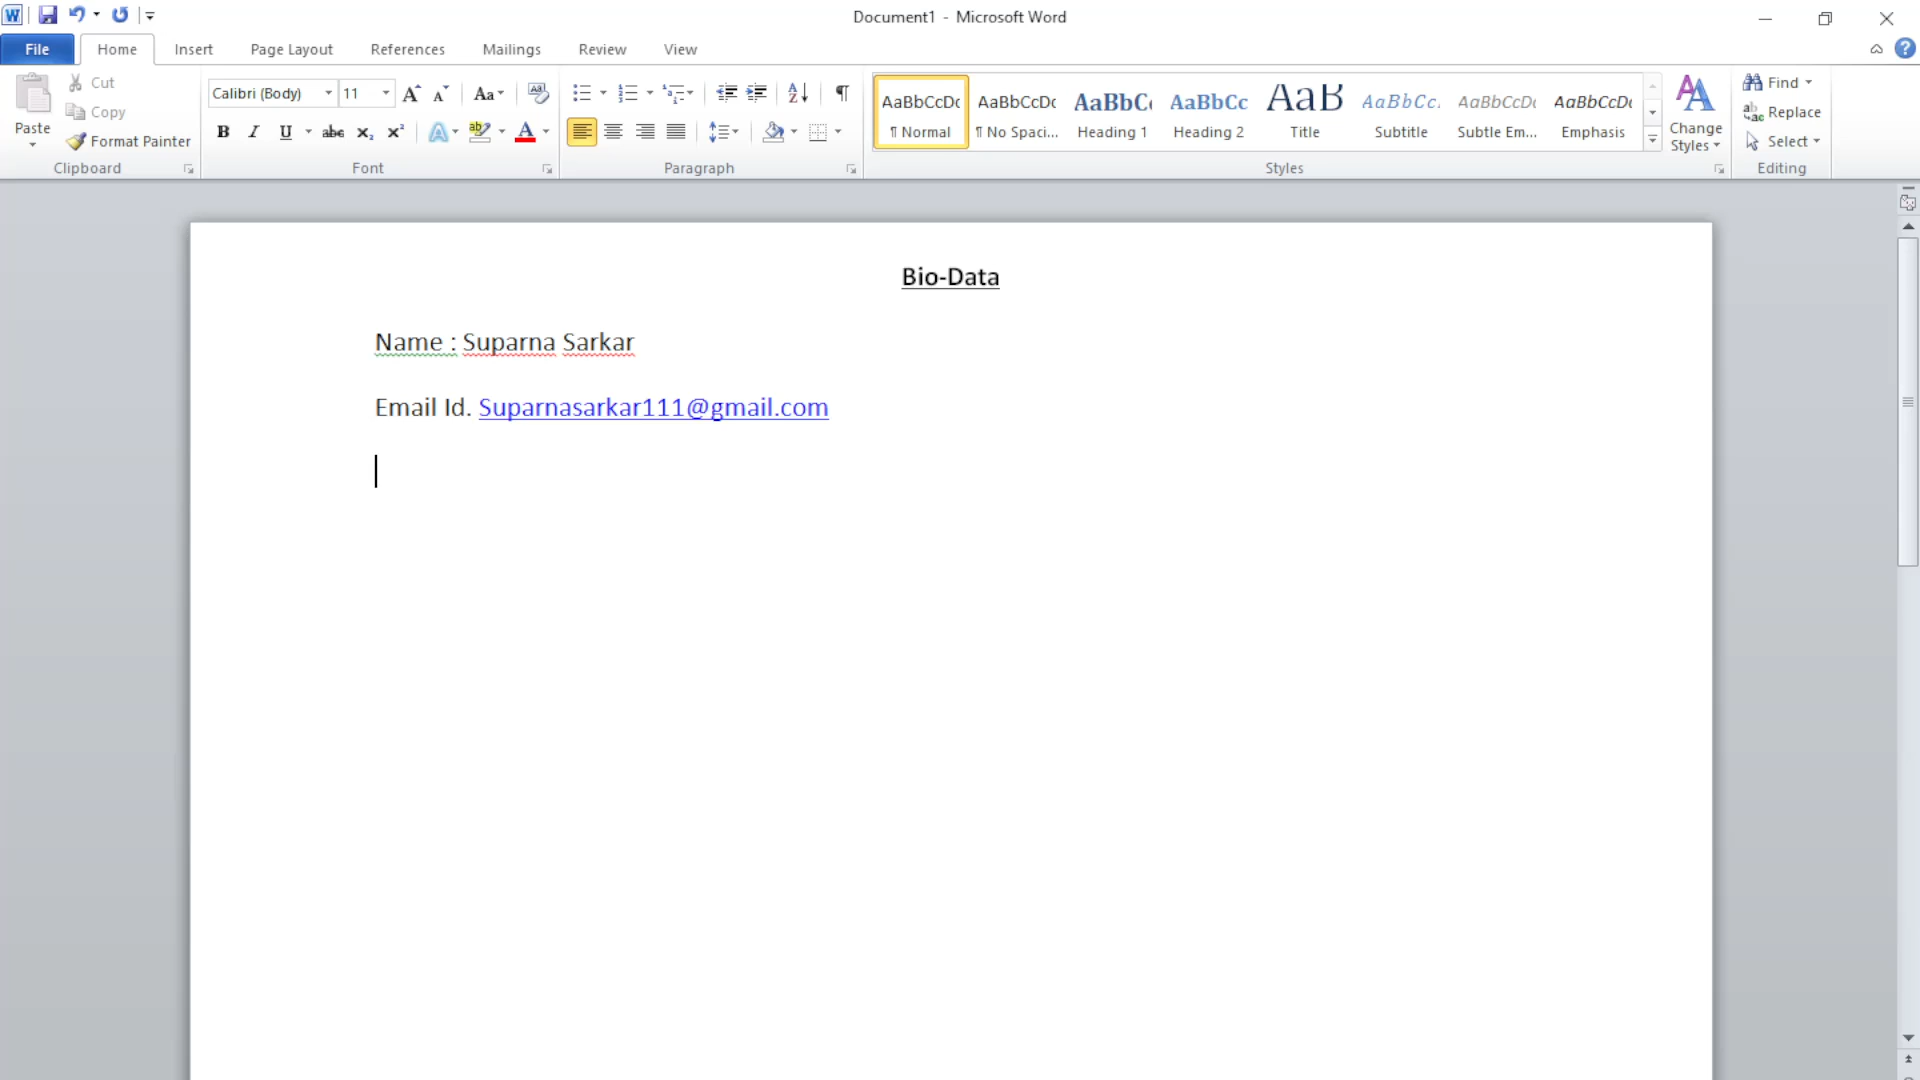 Document1 - Microsoft Word
File Home Insert Page Layout References Mailings Review View
Paste
Cut
Copy
Format Painter
Clipboard
Calibri (Body) 11
Font
Paragraph
AaBbCcDc AaBbCcDc AaBbC AaBbCc AaB AaBbCc. AaBbCcDc AaBbCcDc
¶ Normal ¶ No Spaci... Heading 1 Heading 2 Title Subtitle Subtle Em... Emphasis
Styles
Change Styles
Find
Replace
Select
Editing
Bio-Data
Name : Suparna Sarkar
Email Id. Suparnasarkar111@gmail.com